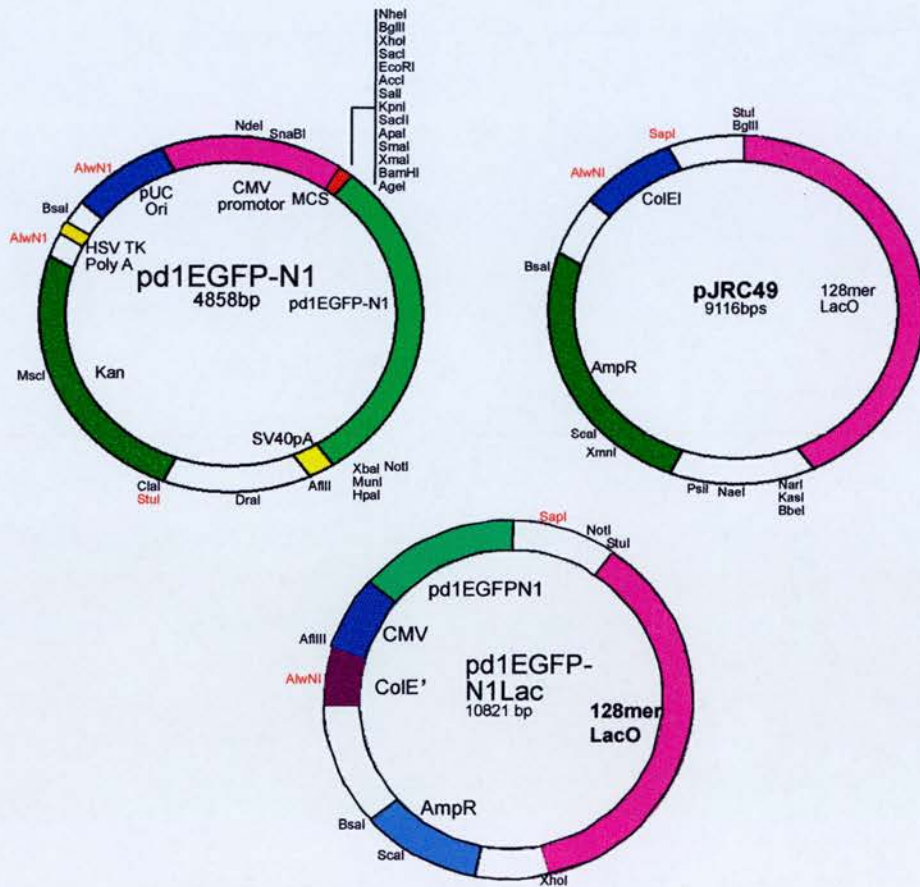 NheI
BglII
XhoI
SacI
EcoRI
AccI
SalI
KpnI
SacII
ApaI
SmaI
XmaI
BamHI
AgeI
NdeI
SnaBI
AlwN1
pUC
Ori
CMV
promotor
MCS
BsaI
AlwN1
HSV TK
Poly A
pd1EGFP-N1
4858bp
pd1EGFP-N1
MscI
Kan
SV40pA
ClaI
StuI
DraI
AflII
XbaI NotI
MunI
HpaI
StuI
BglII
SapI
AlwNI
ColEI
BsaI
pJRC49
9116bps
128mer
LacO
AmpR
ScaI
XmnI
PsiI
NaeI
NarI
KasI
BbeI
SapI
NotI
StuI
pd1EGFPN1
AflIII
CMV
AlwNI
ColE'
pd1EGFP-
N1Lac
10821 bp
128mer
LacO
BsaI
AmpR
ScaI
XhoI